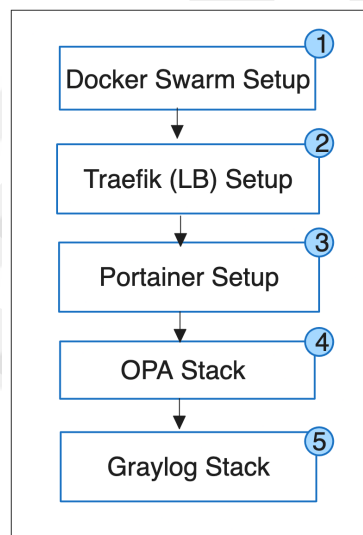 1
Docker Swarm Setup
2
Traefik (LB) Setup
3
Portainer Setup
4
OPA Stack
5
Graylog Stack